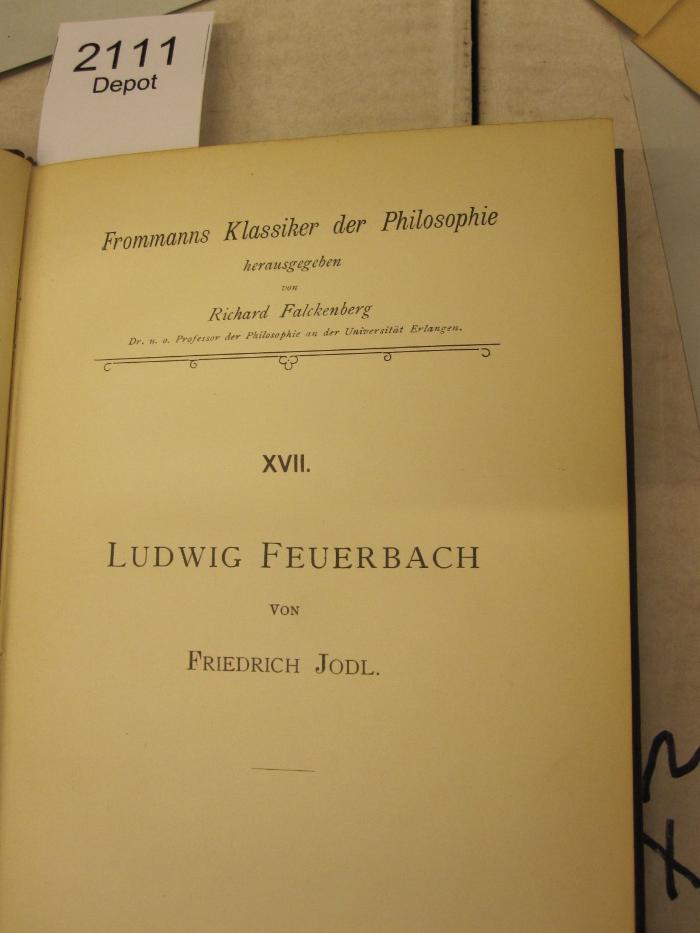 2111
Depot
Frommanns Klassiker der Philosophie
herausgegeben
von
Richard Falckenberg
Dr. u. o. Professor der Philosophie an der Universität Erlangen.
XVII.
LUDWIG FEUERBACH
VON
FRIEDRICH JODL.